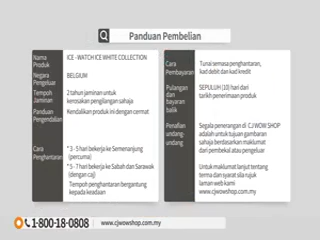 Panduan Pembelian
Nama
Produk
ICE - WATCH ICE WHITE COLLECTION
Negara
Pengeluar
BELGIUM
Tempoh
Jaminan
2 tahun jaminan untuk
kerosakan pengilangan sahaja
Panduan
Pengendalian
Kendalikan produk ini dengan cermat
Cara
Penghantaran
* 3 - 5 hari bekerja ke Semenanjung
(percuma)
* 5 - 7 hari bekerja ke Sabah dan Sarawak
(dengan caj)
Tempoh penghantaran bergantung
kepada keadaan
Cara
Pembayaran
Tunai semasa penghantaran,
kad debit dan kad kredit
Pulangan
dan
bayaran
balik
SEPULUH (10) hari dari
tarikh penerimaan produk
Penafian
undang-
undang
Segala penerangan di CJ WOW SHOP
adalah untuk tujuan gambaran
sahaja berdasarkan maklumat
dari pembekal atau pengeluar
Untuk maklumat lanjut tentang
terma dan syarat sila rujuk
laman web kami
www.cjwowshop.com.my
1-800-18-0808
www.cjwowshop.com.my